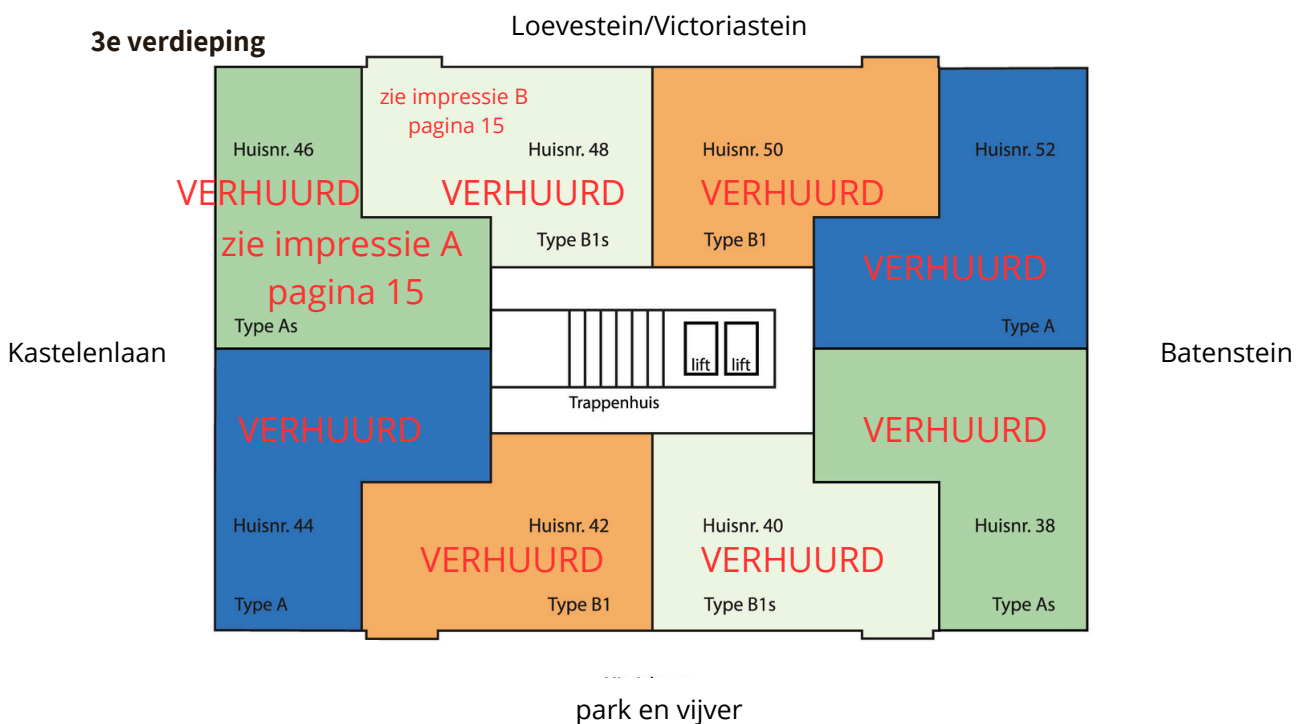 Loevestein/Victoriastein
3e verdieping
zie impressie B
pagina 15
Huisnr. 46
Huisnr. 48
Huisnr. 50
Huisnr. 52
VERHUURD
VERHUURD
VERHUURD
zie impressie A
pagina 15
Type B1s
Type B1
VERHUURD
Type As
Type A
Kastelenlaan
Batenstein
lift
lift
Trappenhuis
VERHUURD
VERHUURD
Huisnr. 44
Huisnr. 42
Huisnr. 40
Huisnr. 38
VERHUURD
VERHUURD
Type A
Type B1
Type B1s
Type As
park en vijver